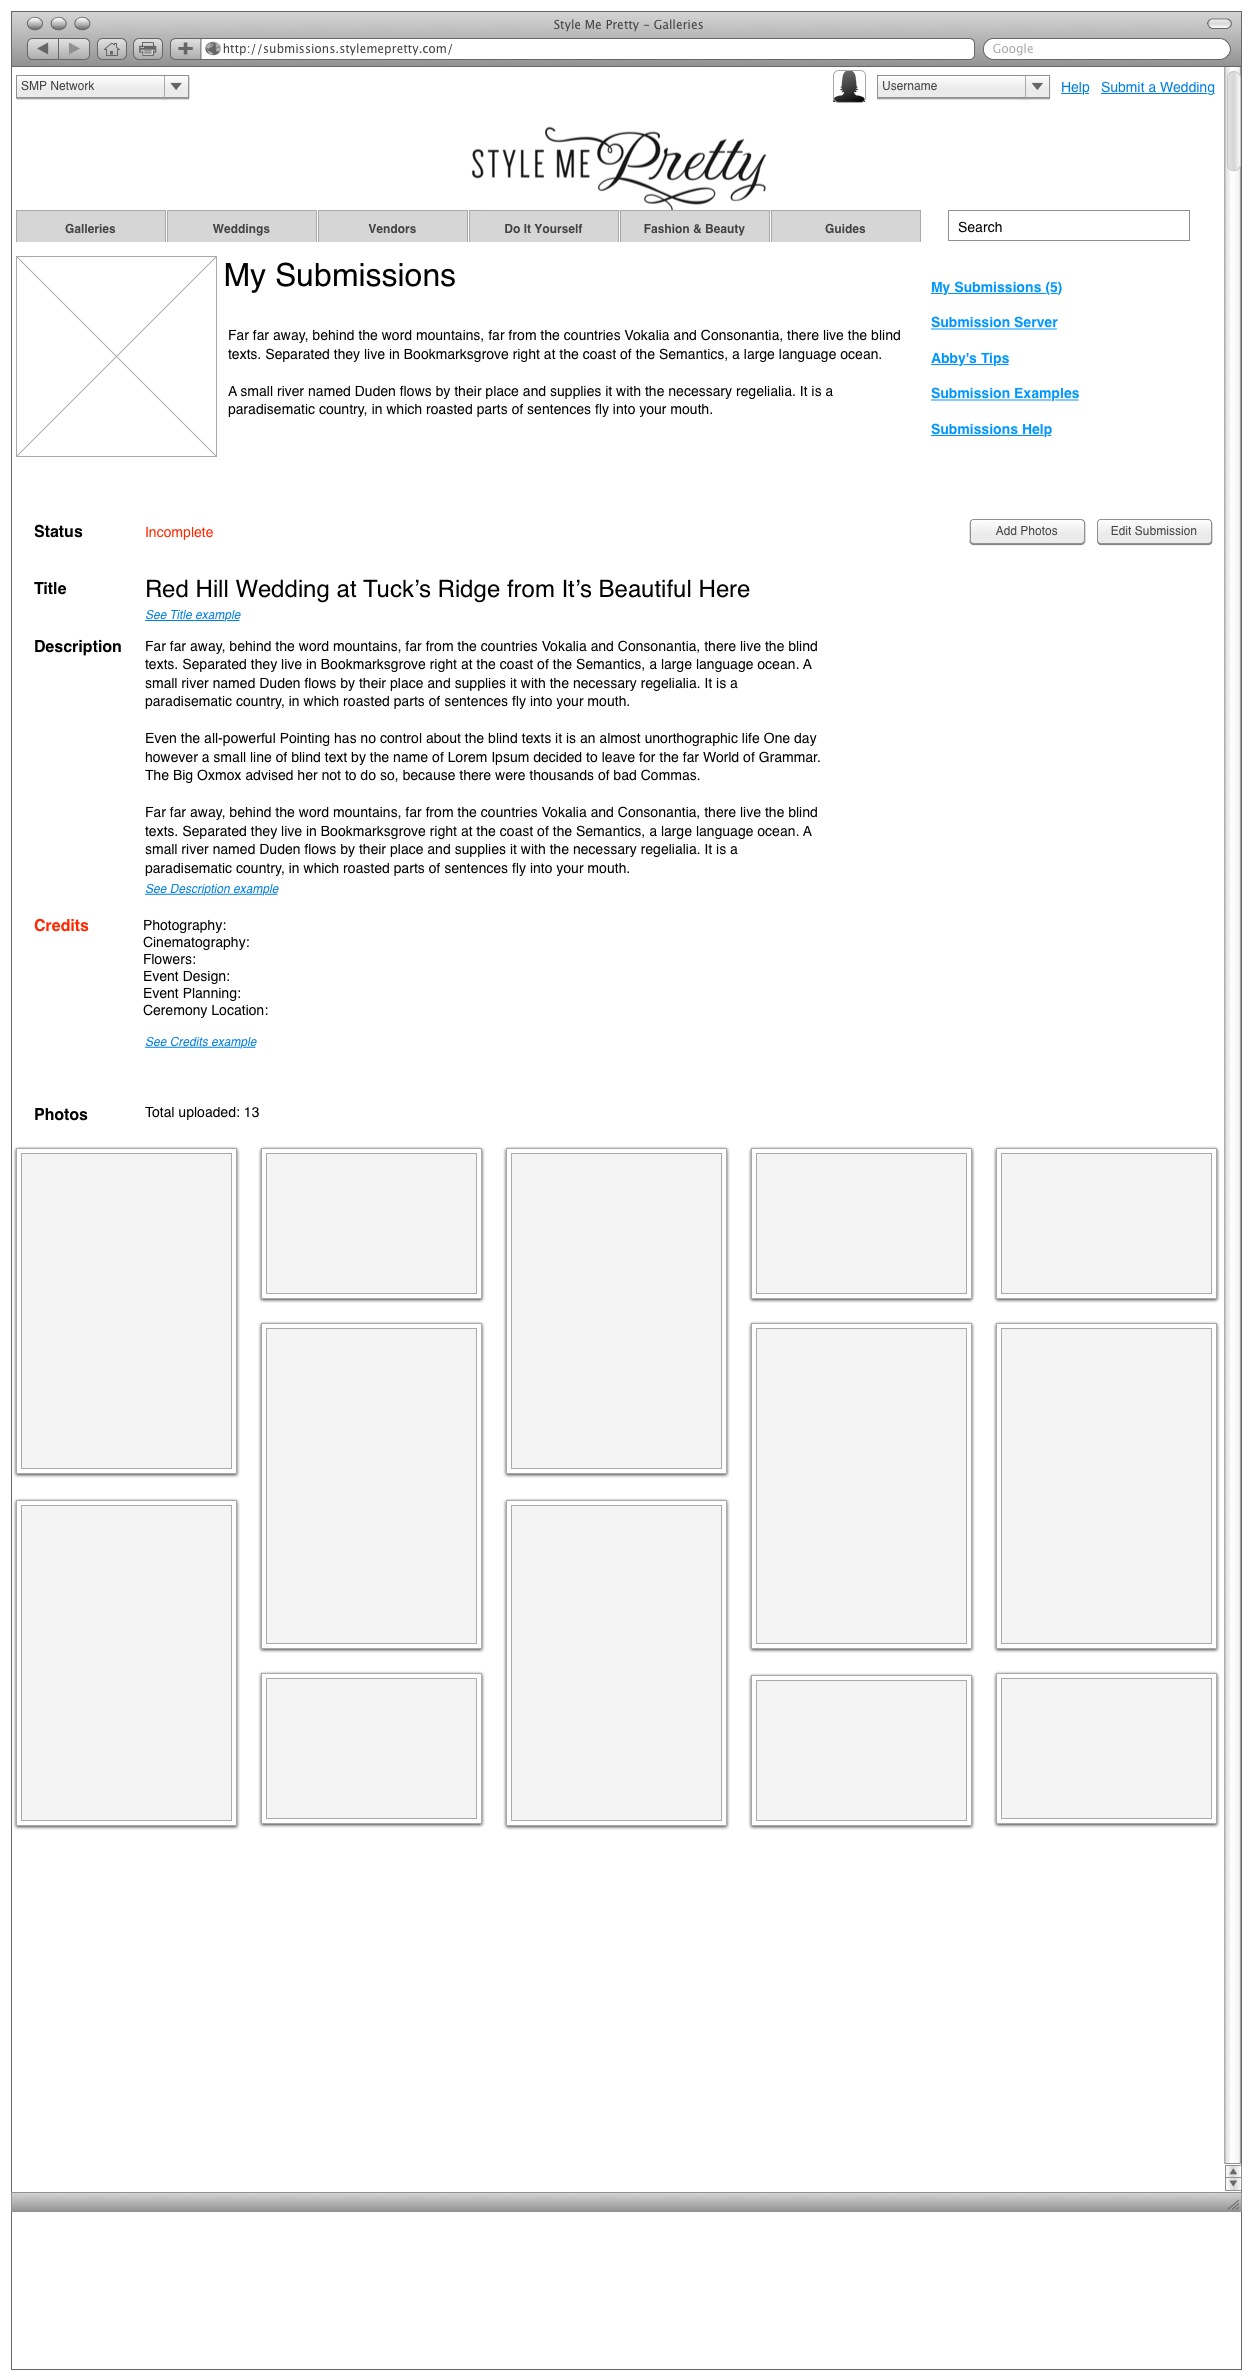 Style Me Pretty – Galleries
http://submissions.stylemepretty.com/
Google
SMP Network
Username
Help
Submit a Wedding
STYLE ME Pretty
Galleries
Weddings
Vendors
Do It Yourself
Fashion & Beauty
Guides
Search
My Submissions
Far far away, behind the word mountains, far from the countries Vokalia and Consonantia, there live the blind
texts. Separated they live in Bookmarksgrove right at the coast of the Semantics, a large language ocean.
A small river named Duden flows by their place and supplies it with the necessary regelialia. It is a
paradisematic country, in which roasted parts of sentences fly into your mouth.
My Submissions (5)
Submission Server
Abby's Tips
Submission Examples
Submissions Help
Status
Incomplete
Add Photos
Edit Submission
Title
Red Hill Wedding at Tuck’s Ridge from It’s Beautiful Here
See Title example
Description
Far far away, behind the word mountains, far from the countries Vokalia and Consonantia, there live the blind
texts. Separated they live in Bookmarksgrove right at the coast of the Semantics, a large language ocean. A
small river named Duden flows by their place and supplies it with the necessary regelialia. It is a
paradisematic country, in which roasted parts of sentences fly into your mouth.
Even the all-powerful Pointing has no control about the blind texts it is an almost unorthographic life One day
however a small line of blind text by the name of Lorem Ipsum decided to leave for the far World of Grammar.
The Big Oxmox advised her not to do so, because there were thousands of bad Commas.
Far far away, behind the word mountains, far from the countries Vokalia and Consonantia, there live the blind
texts. Separated they live in Bookmarksgrove right at the coast of the Semantics, a large language ocean. A
small river named Duden flows by their place and supplies it with the necessary regelialia. It is a
paradisematic country, in which roasted parts of sentences fly into your mouth.
See Description example
Credits
Photography:
Cinematography:
Flowers:
Event Design:
Event Planning:
Ceremony Location:
See Credits example
Photos
Total uploaded: 13